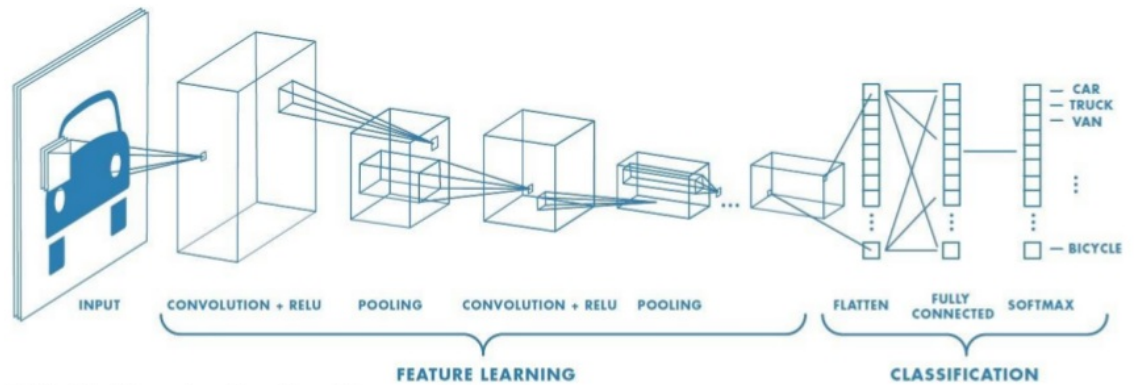 CAR
TRUCK
VAN
BICYCLE
INPUT
CONVOLUTION + RELU
POOLING
CONVOLUTION + RELU
POOLING
FLATTEN
FULLY
CONNECTED
SOFTMAX
FEATURE LEARNING
CLASSIFICATION